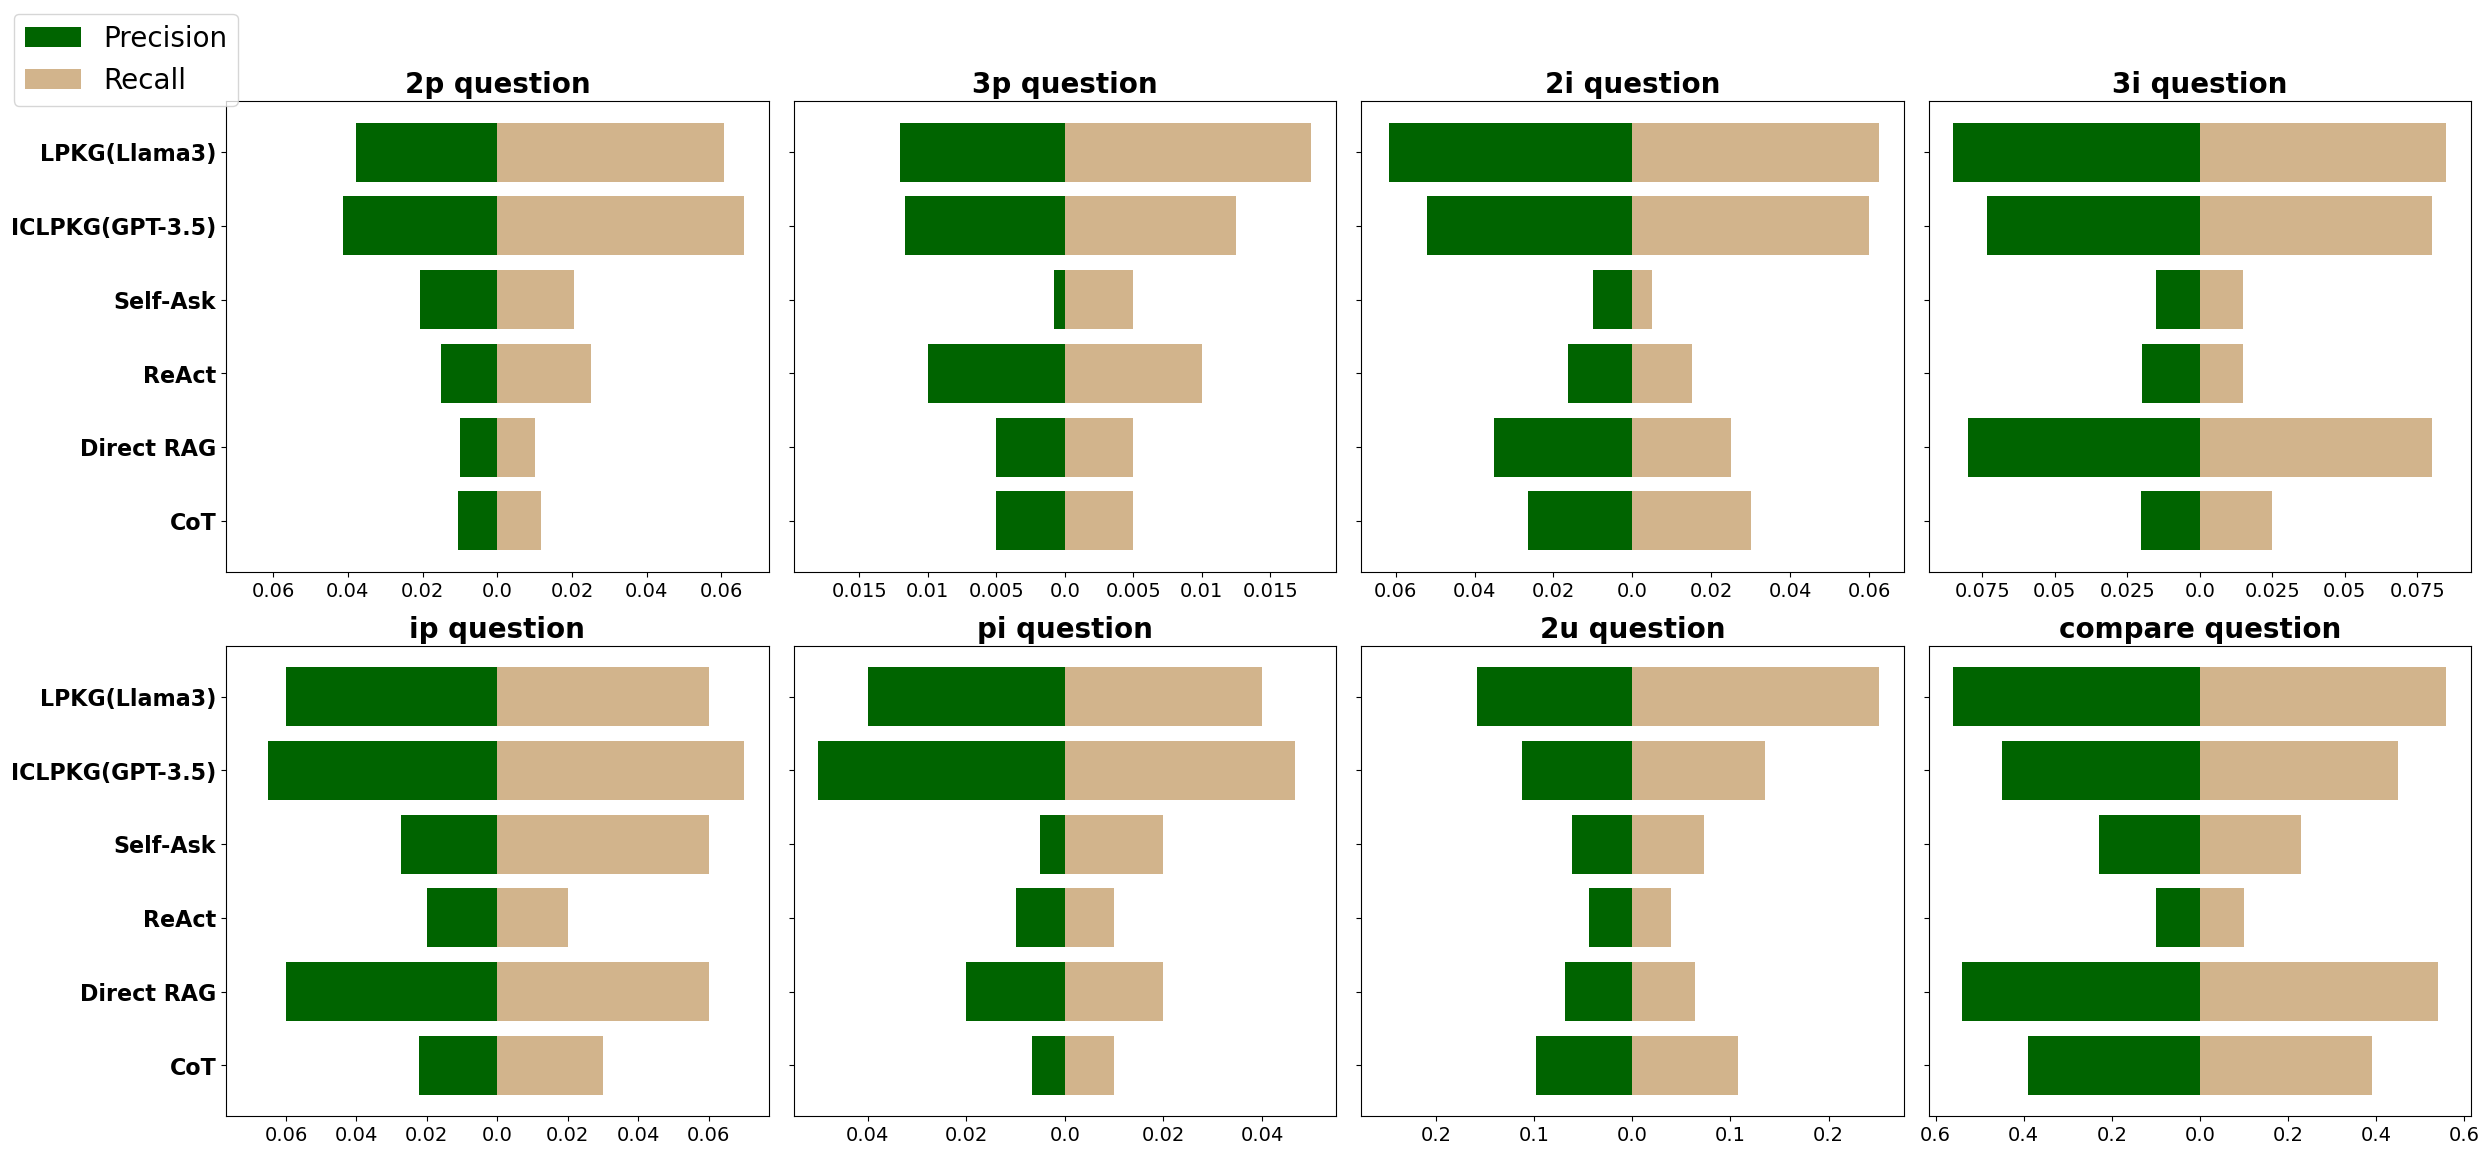 Precision
Recall
2p question
3p question
2i question
3i question
LPKG(Llama3)
ICLPKG(GPT-3.5)
Self-Ask
ReAct
Direct RAG
CoT
0.06 0.04 0.02 0.0 0.02 0.04 0.06
0.015 0.01 0.005 0.0 0.005 0.01 0.015
0.06 0.04 0.02 0.0 0.02 0.04 0.06
0.075 0.05 0.025 0.0 0.025 0.05 0.075
ip question
pi question
2u question
compare question
LPKG(Llama3)
ICLPKG(GPT-3.5)
Self-Ask
ReAct
Direct RAG
CoT
0.06 0.04 0.02 0.0 0.02 0.04 0.06
0.04 0.02 0.0 0.02 0.04
0.2 0.1 0.0 0.1 0.2
0.6 0.4 0.2 0.0 0.2 0.4 0.6